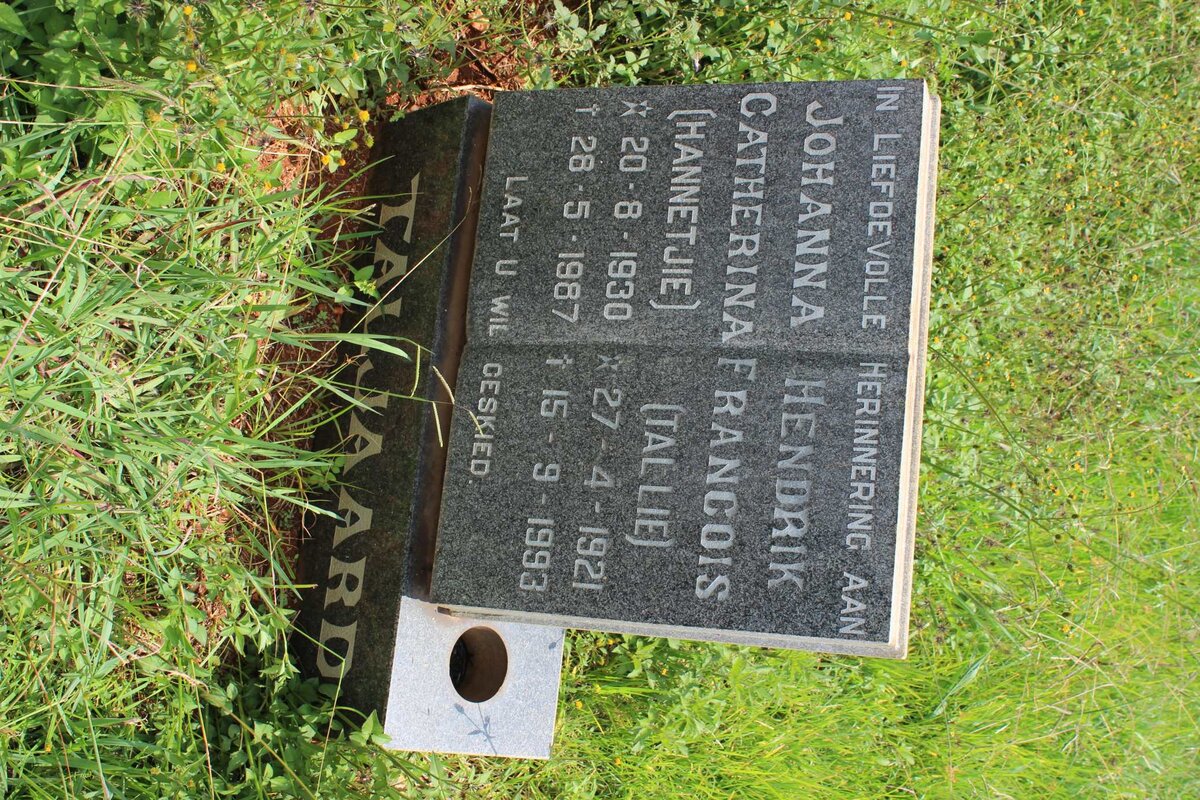 IN LIEFDEVOLLE HERINNERING AAN
JOHANNA
CATHERINA
(HANNETJIE)
☆ 20-8-1930
† 28-5-1987
HENDRIK
FRANCOIS
(TALLIE)
☆ 27-4-1921
† 15-9-1993
LAAT U WIL GESKIED.
TALJAARD